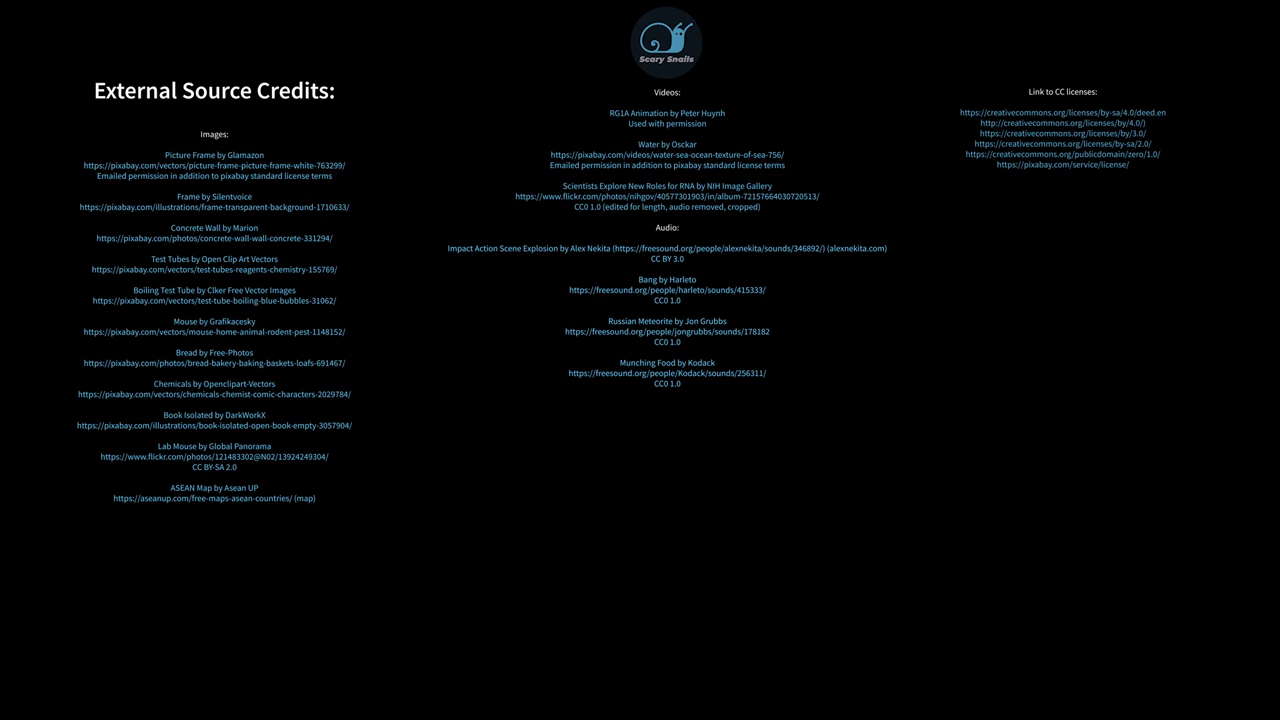 Scary Snails
External Source Credits:
Images:
Picture Frame by Glamazon
https://pixabay.com/vectors/picture-frame-picture-frame-white-763299/
Emailed permission in addition to pixabay standard license terms
Frame by Silentvoice
https://pixabay.com/illustrations/frame-transparent-background-1710633/
Concrete Wall by Marion
https://pixabay.com/photos/concrete-wall-wall-concrete-331294/
Test Tubes by Open Clip Art Vectors
https://pixabay.com/vectors/test-tubes-reagents-chemistry-155769/
Boiling Test Tube by Clker Free Vector Images
https://pixabay.com/vectors/test-tube-boiling-blue-bubbles-31062/
Mouse by Grafikacesky
https://pixabay.com/vectors/mouse-home-animal-rodent-pest-1148152/
Bread by Free-Photos
https://pixabay.com/photos/bread-bakery-baking-baskets-loafs-691467/
Chemicals by Openclipart-Vectors
https://pixabay.com/vectors/chemicals-chemist-comic-characters-2029784/
Book Isolated by DarkWorkX
https://pixabay.com/illustrations/book-isolated-open-book-empty-3057904/
Lab Mouse by Global Panorama
https://www.flickr.com/photos/121483302@N02/13924249304/
CC BY-SA 2.0
ASEAN Map by Asean UP
https://aseanup.com/free-maps-asean-countries/ (map)
Videos:
RG1A Animation by Peter Huynh
Used with permission
Water by Osckar
https://pixabay.com/videos/water-sea-ocean-texture-of-sea-756/
Emailed permission in addition to pixabay standard license terms
Scientists Explore New Roles for RNA by NIH Image Gallery
https://www.flickr.com/photos/nihgov/40577301903/in/album-72157664030720513/
CC0 1.0 (edited for length, audio removed, cropped)
Audio:
Impact Action Scene Explosion by Alex Nekita (https://freesound.org/people/alexnekita/sounds/346892/) (alexnekita.com)
CC BY 3.0
Bang by Harleto
https://freesound.org/people/harleto/sounds/415333/
CC0 1.0
Russian Meteorite by Jon Grubbs
https://freesound.org/people/jongrubbs/sounds/178182
CC0 1.0
Munching Food by Kodack
https://freesound.org/people/Kodack/sounds/256311/
CC0 1.0
Link to CC licenses:
https://creativecommons.org/licenses/by-sa/4.0/deed.en
http://creativecommons.org/licenses/by/4.0/)
https://creativecommons.org/licenses/by/3.0/
https://creativecommons.org/licenses/by-sa/2.0/
https://creativecommons.org/publicdomain/zero/1.0/
https://pixabay.com/service/license/